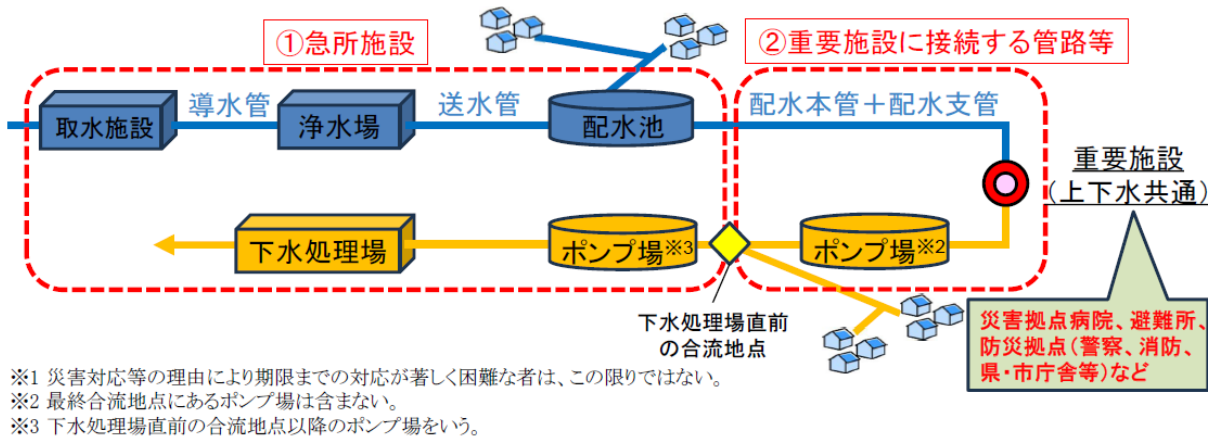 ①急所施設
②重要施設に接続する管路等
取水施設
導水管
浄水場
送水管
配水池
配水本管＋配水支管
重要施設
（上下水共通）
下水処理場
ポンプ場※3
ポンプ場※2
下水処理場直前
の合流地点
災害拠点病院、避難所、
防災拠点（警察、消防、
県・市庁舎等）など
※1 災害対応等の理由により期限までの対応が著しく困難な者は、この限りではない。
※2 最終合流地点にあるポンプ場は含まない。
※3 下水処理場直前の合流地点以降のポンプ場をいう。